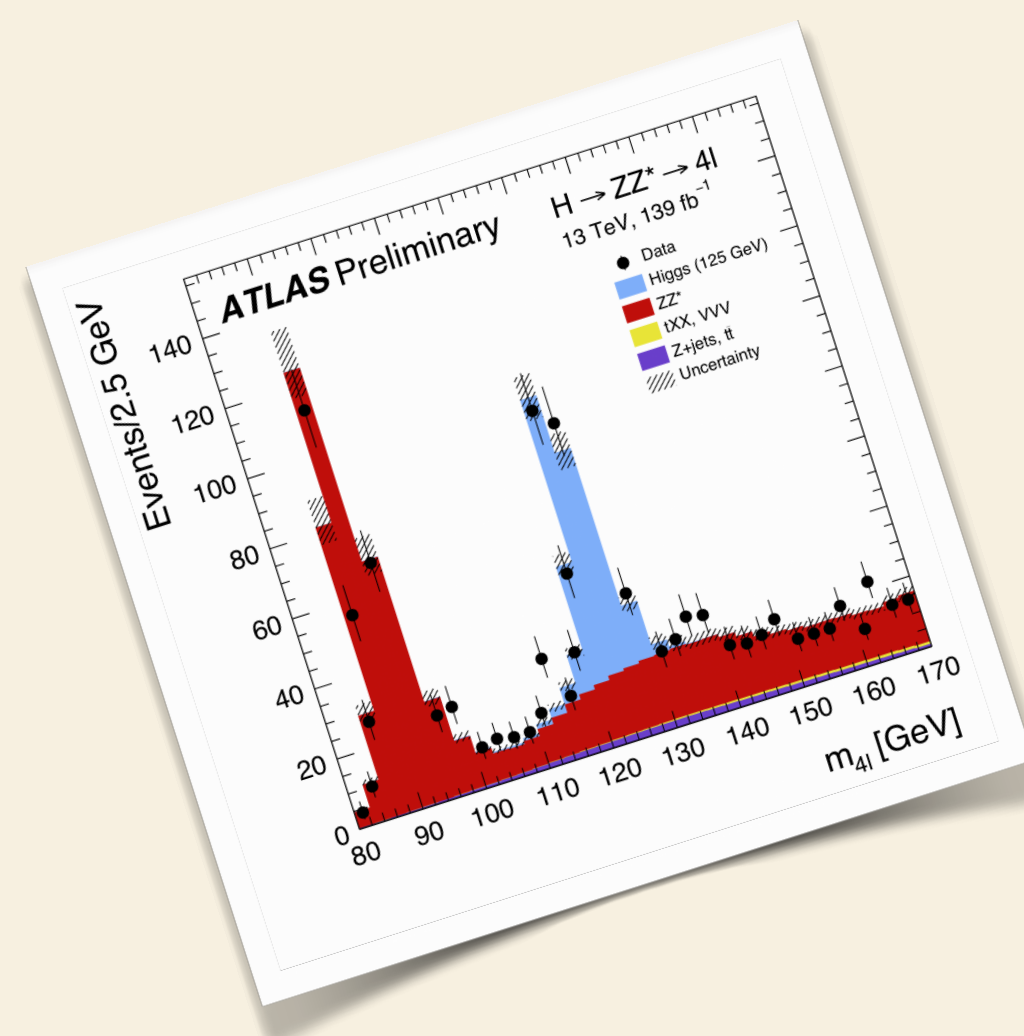 ATLAS Preliminary
H → ZZ* → 4l
13 TeV, 139 fb⁻¹
Data
Higgs (125 GeV)
ZZ*
tXX, VVV
Z+jets, tt̄
Uncertainty
Events/2.5 GeV
140
120
100
80
60
40
20
0
80 90 100 110 120 130 140 150 160 170
m4l [GeV]